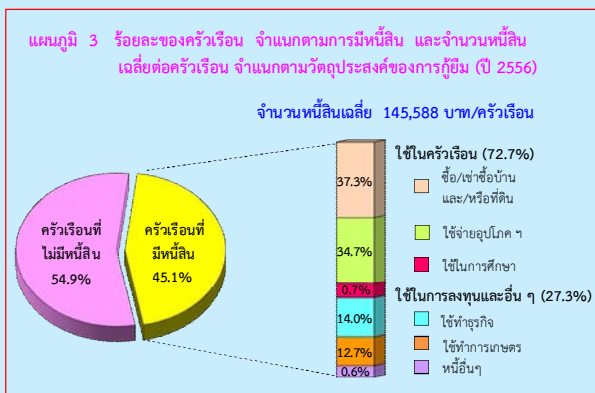 แผนภูมิ 3 ร้อยละของครัวเรือน จำแนกตามการมีหนี้สิน และจำนวนหนี้สิน
เฉลี่ยต่อครัวเรือน จำแนกตามวัตถุประสงค์ของการกู้ยืม (ปี 2556)
จำนวนหนี้สินเฉลี่ย 145,588 บาท/ครัวเรือน
ครัวเรือนที่
ไม่มีหนี้สิน
54.9%
ครัวเรือนที่
มีหนี้สิน
45.1%
37.3%
34.7%
0.7%
14.0%
12.7%
0.6%
ใช้ในครัวเรือน (72.7%)
ซื้อ/เช่าซื้อบ้าน
และ/หรือที่ดิน
ใช้จ่ายอุปโภค ฯ
ใช้ในการศึกษา
ใช้ในการลงทุนและอื่น ๆ (27.3%)
ใช้ทำธุรกิจ
ใช้ทำการเกษตร
หนี้อื่นๆ